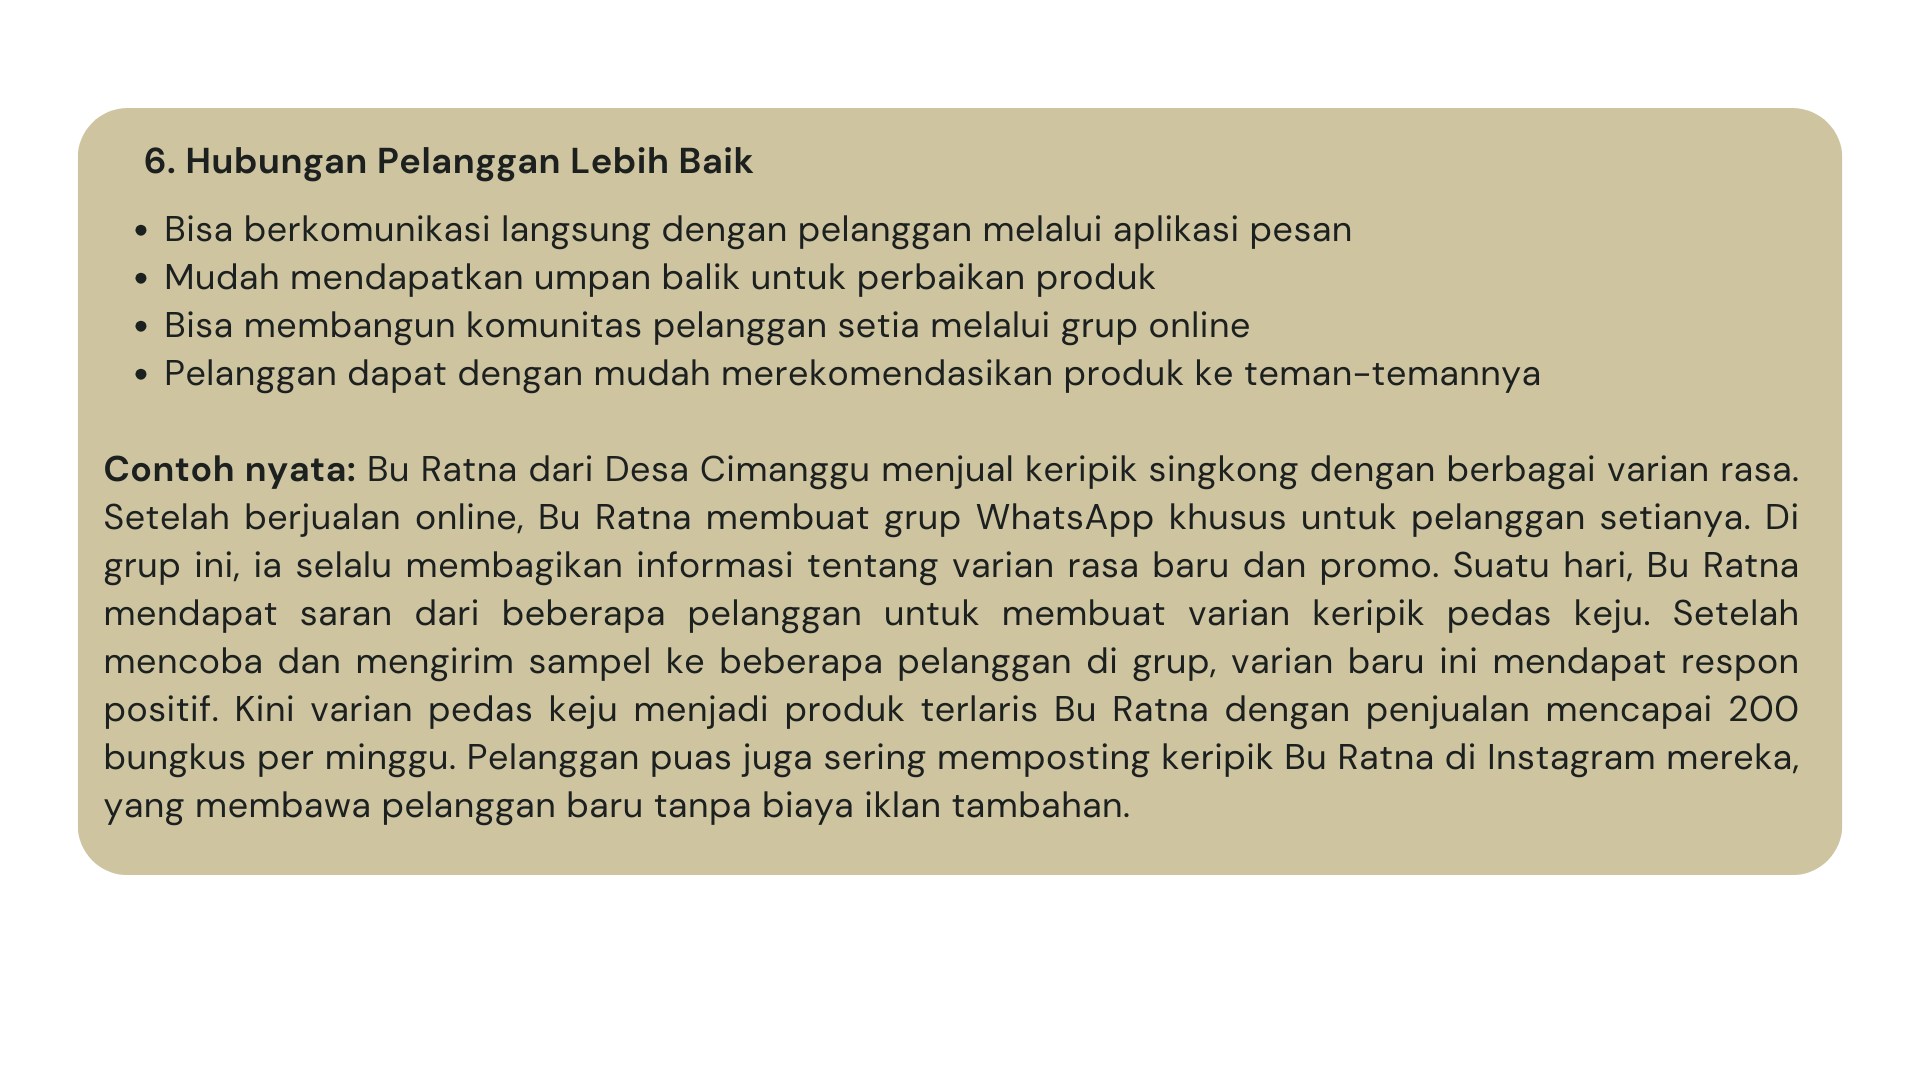 6. Hubungan Pelanggan Lebih Baik
• Bisa berkomunikasi langsung dengan pelanggan melalui aplikasi pesan
• Mudah mendapatkan umpan balik untuk perbaikan produk
• Bisa membangun komunitas pelanggan setia melalui grup online
• Pelanggan dapat dengan mudah merekomendasikan produk ke teman-temannya
Contoh nyata: Bu Ratna dari Desa Cimanggu menjual keripik singkong dengan berbagai varian rasa.
Setelah berjualan online, Bu Ratna membuat grup WhatsApp khusus untuk pelanggan setianya. Di
grup ini, ia selalu membagikan informasi tentang varian rasa baru dan promo. Suatu hari, Bu Ratna
mendapat saran dari beberapa pelanggan untuk membuat varian keripik pedas keju. Setelah
mencoba dan mengirim sampel ke beberapa pelanggan di grup, varian baru ini mendapat respon
positif. Kini varian pedas keju menjadi produk terlaris Bu Ratna dengan penjualan mencapai 200
bungkus per minggu. Pelanggan puas juga sering memposting keripik Bu Ratna di Instagram mereka,
yang membawa pelanggan baru tanpa biaya iklan tambahan.